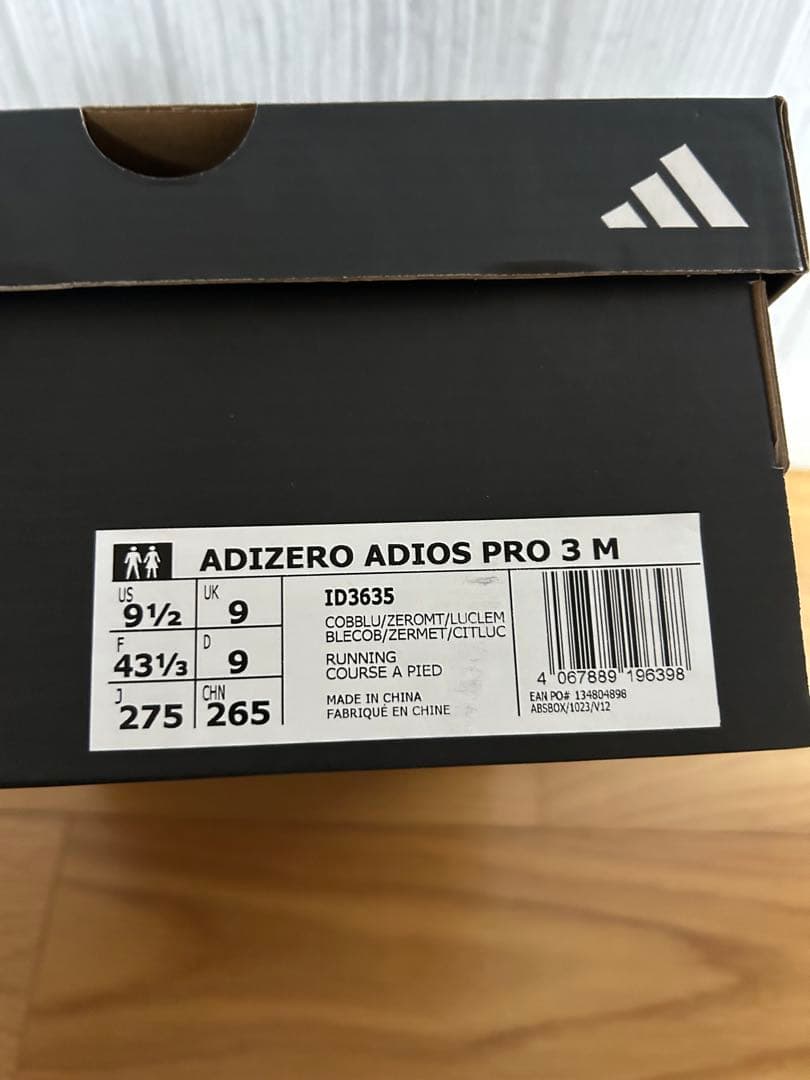 ADIZERO ADIOS PRO 3 M
US 9½ UK 9
F 43⅓ D 9
J 275 CHN 265
ID3635
COBBLU/ZEROMT/LUCLEM
BLECOB/ZERMET/CITLUC
RUNNING
COURSE A PIED
MADE IN CHINA
FABRIQUÉ EN CHINE
4 067889 196398
EAN PO# 134804898
ABSBOX/1023/V12